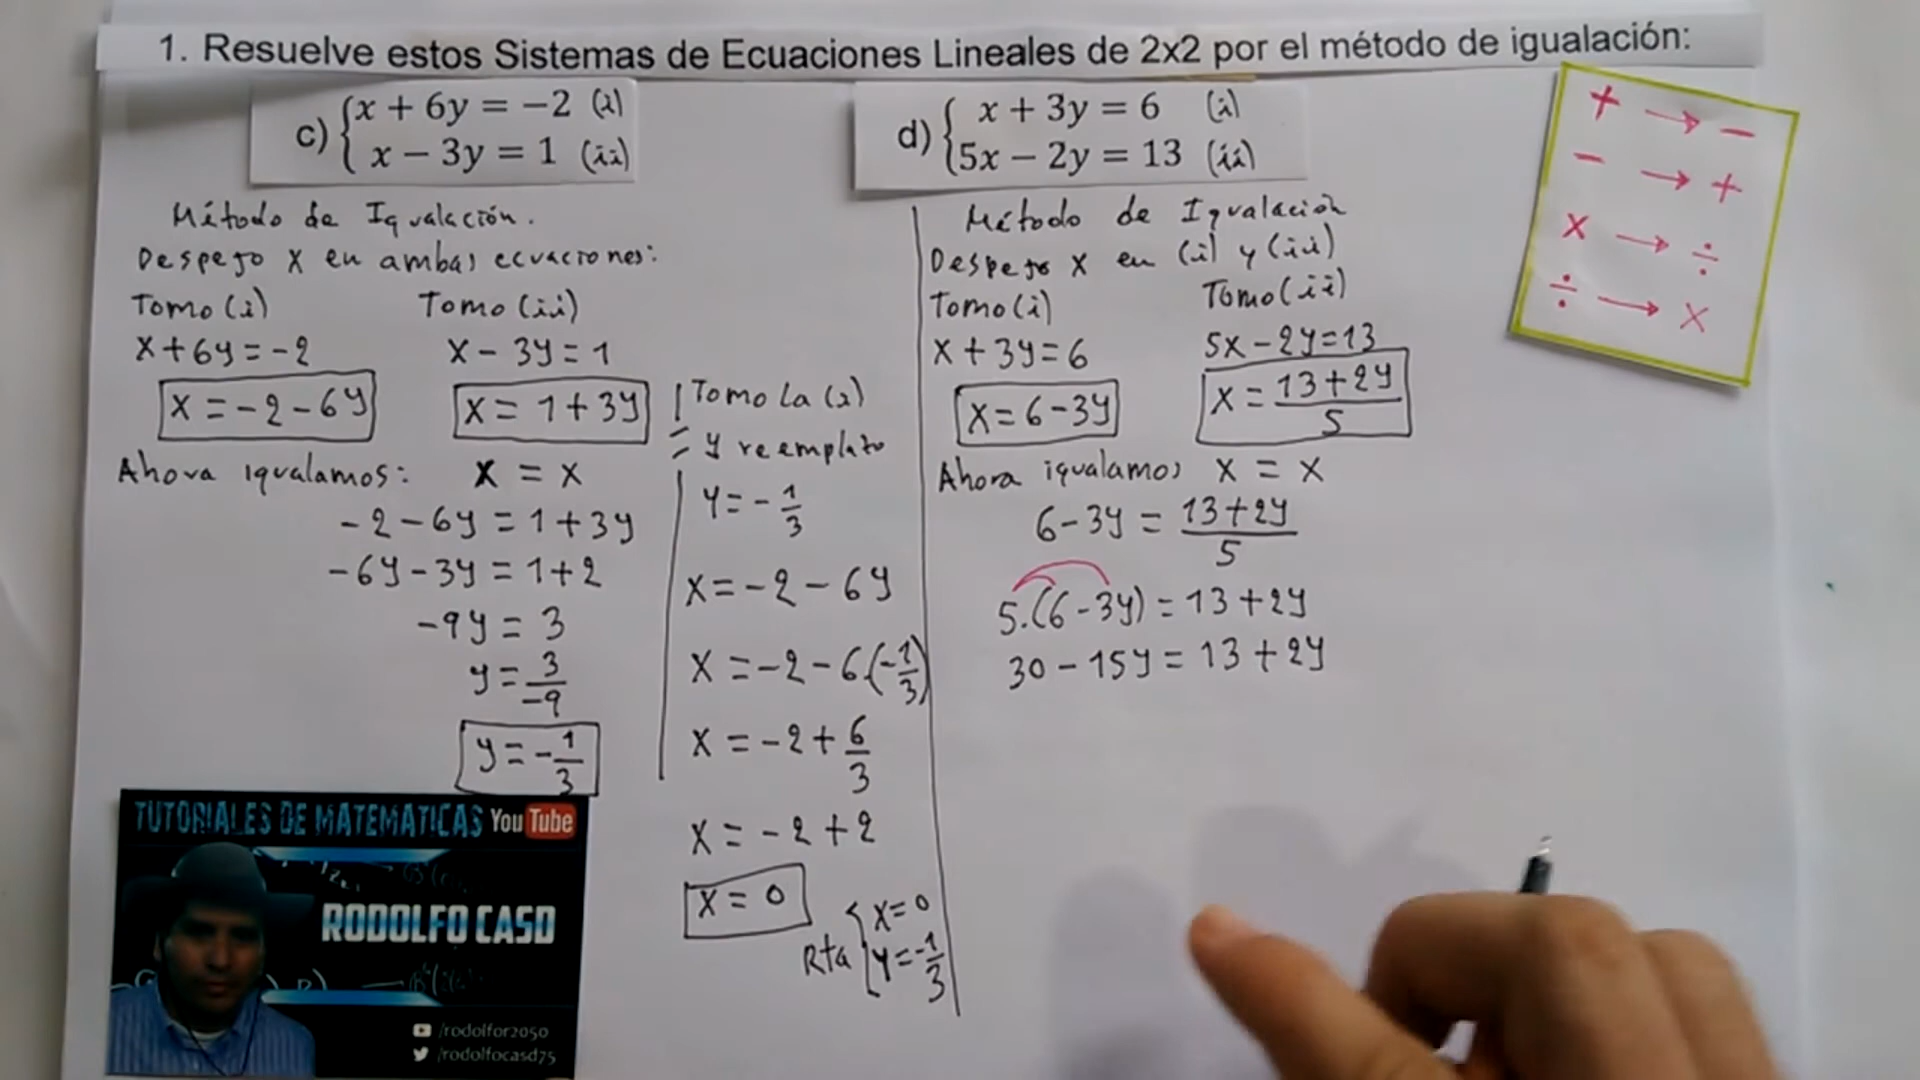 1. Resuelve estos Sistemas de Ecuaciones Lineales de 2x2 por el método de igualación:
c) { x + 6y = −2 (i)
x − 3y = 1 (ii)
Método de Igualación.
Despejo X en ambas ecuaciones:
Tomo (i) Tomo (ii)
X+6y=-2 X-3y=1
X=-2-6y X=1+3y
Ahora igualamos: X = X
-2-6y=1+3y
-6y-3y=1+2
-9y=3
y=3/-9
y=-1/3
Tomo la (i)
y reemplazo
Y=-1/3
X=-2-6y
X=-2-6.(-1/3)
X=-2+6/3
X=-2+2
X=0
Rta { X=0
Y=-1/3
d) { x + 3y = 6 (i)
5x − 2y = 13 (ii)
Método de Igualación
Despejo X en (i) y (ii)
Tomo (i) Tomo (ii)
X+3y=6 5X-2y=13
X=6-3y X=13+2y/5
Ahora igualamos X = X
6-3y=13+2y/5
5.(6-3y)=13+2y
30-15y=13+2y
+ → −
− → +
× → ÷
÷ → ×
TUTORIALES DE MATEMATICAS YouTube
RODOLFO CASD
/rodolfor2050
/rodolfocasd75